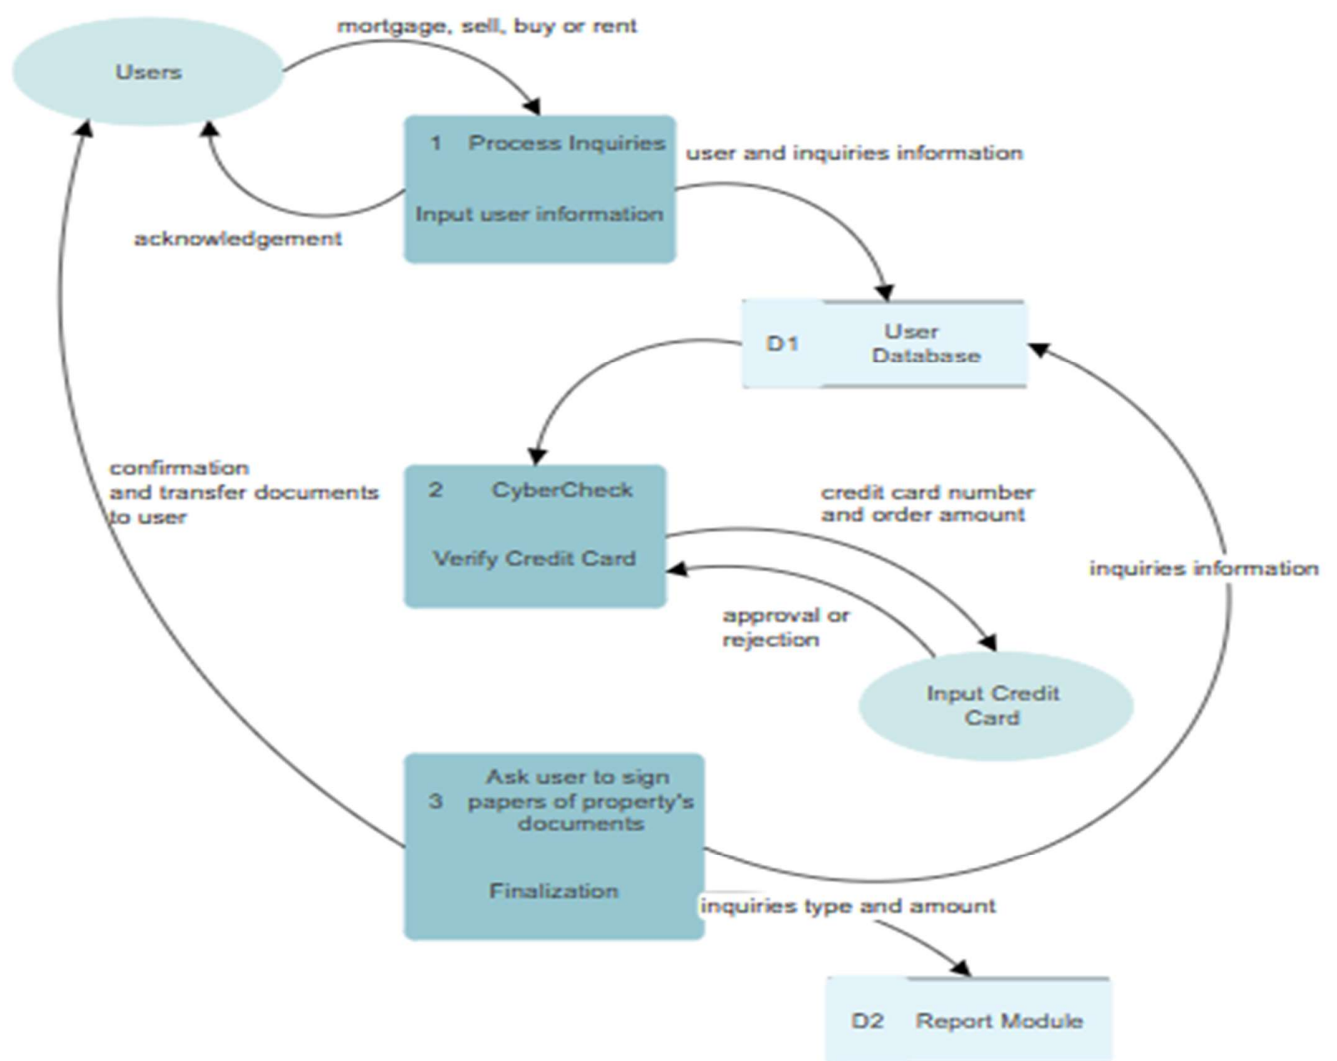 mortgage, sell, buy or rent
Users
1 Process Inquiries
user and inquiries information
Input user information
acknowledgement
D1
User
Database
confirmation
and transfer documents
to user
2 CyberCheck
credit card number
and order amount
Verify Credit Card
inquiries information
approval or
rejection
Input Credit
Card
Ask user to sign
3 papers of property's
documents
Finalization
inquiries type and amount
D2 Report Module